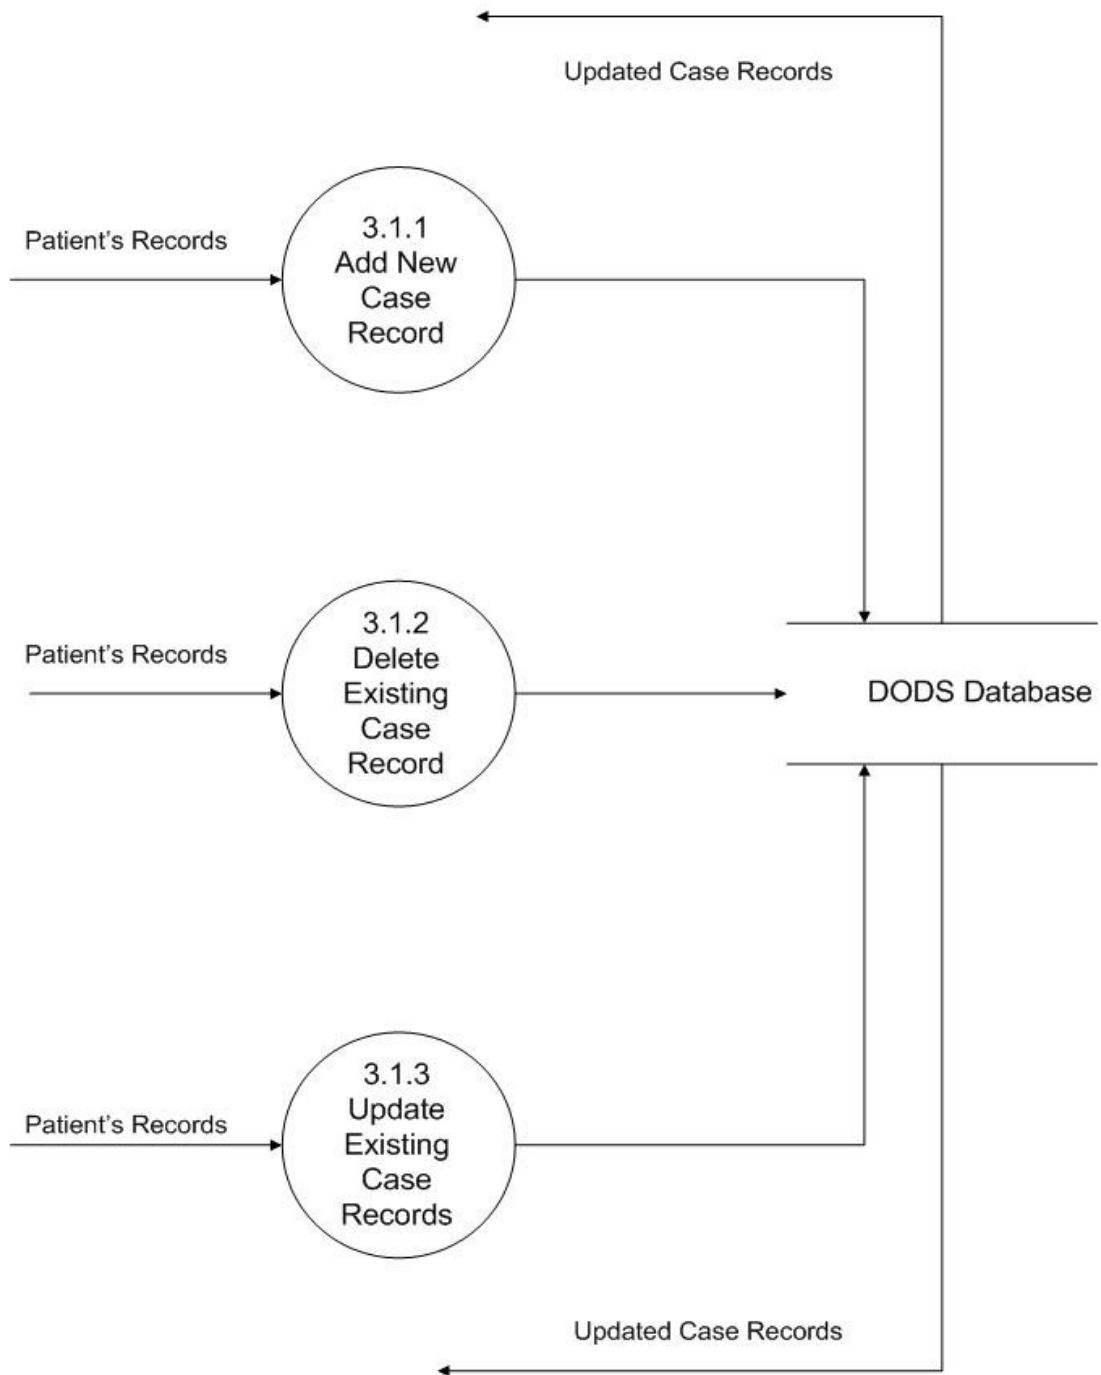 Updated Case Records
Patient’s Records
3.1.1
Add New
Case
Record
Patient’s Records
3.1.2
Delete
Existing
Case
Record
DODS Database
Patient’s Records
3.1.3
Update
Existing
Case
Records
Updated Case Records